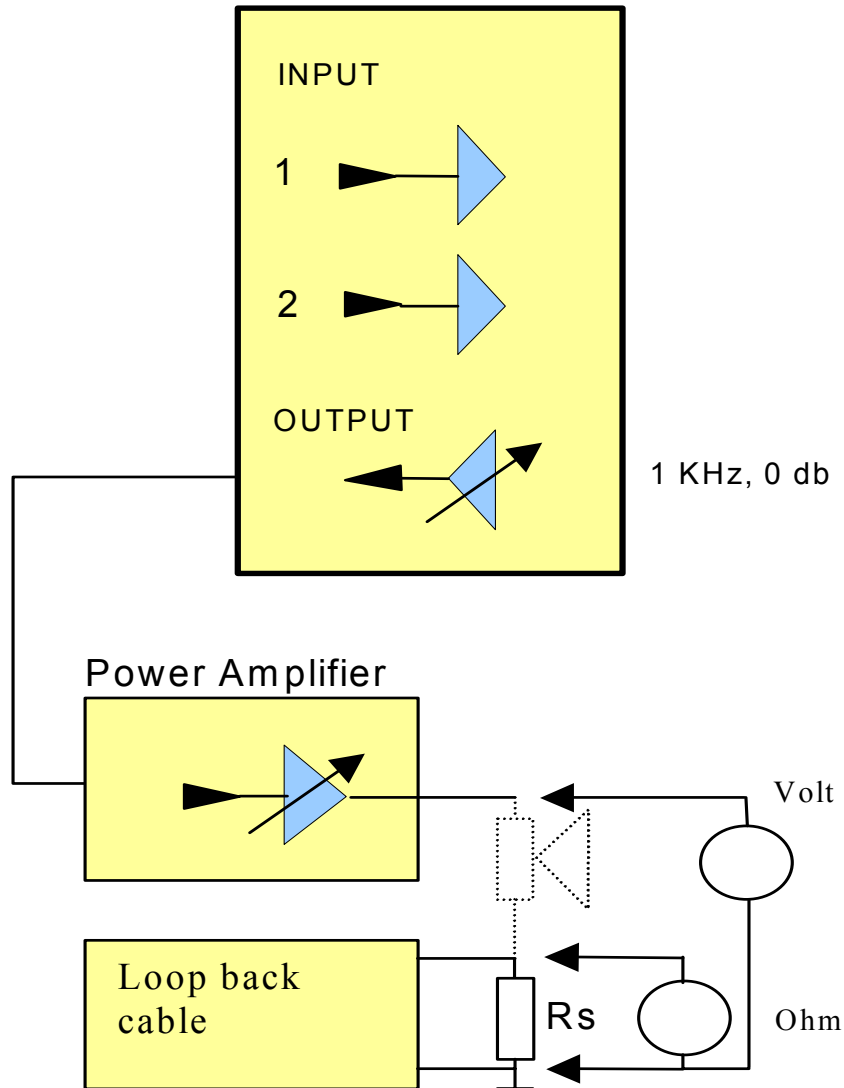 INPUT
1
2
OUTPUT
1 KHz, 0 db
Power Amplifier
Volt
Loop back
cable
Rs
Ohm